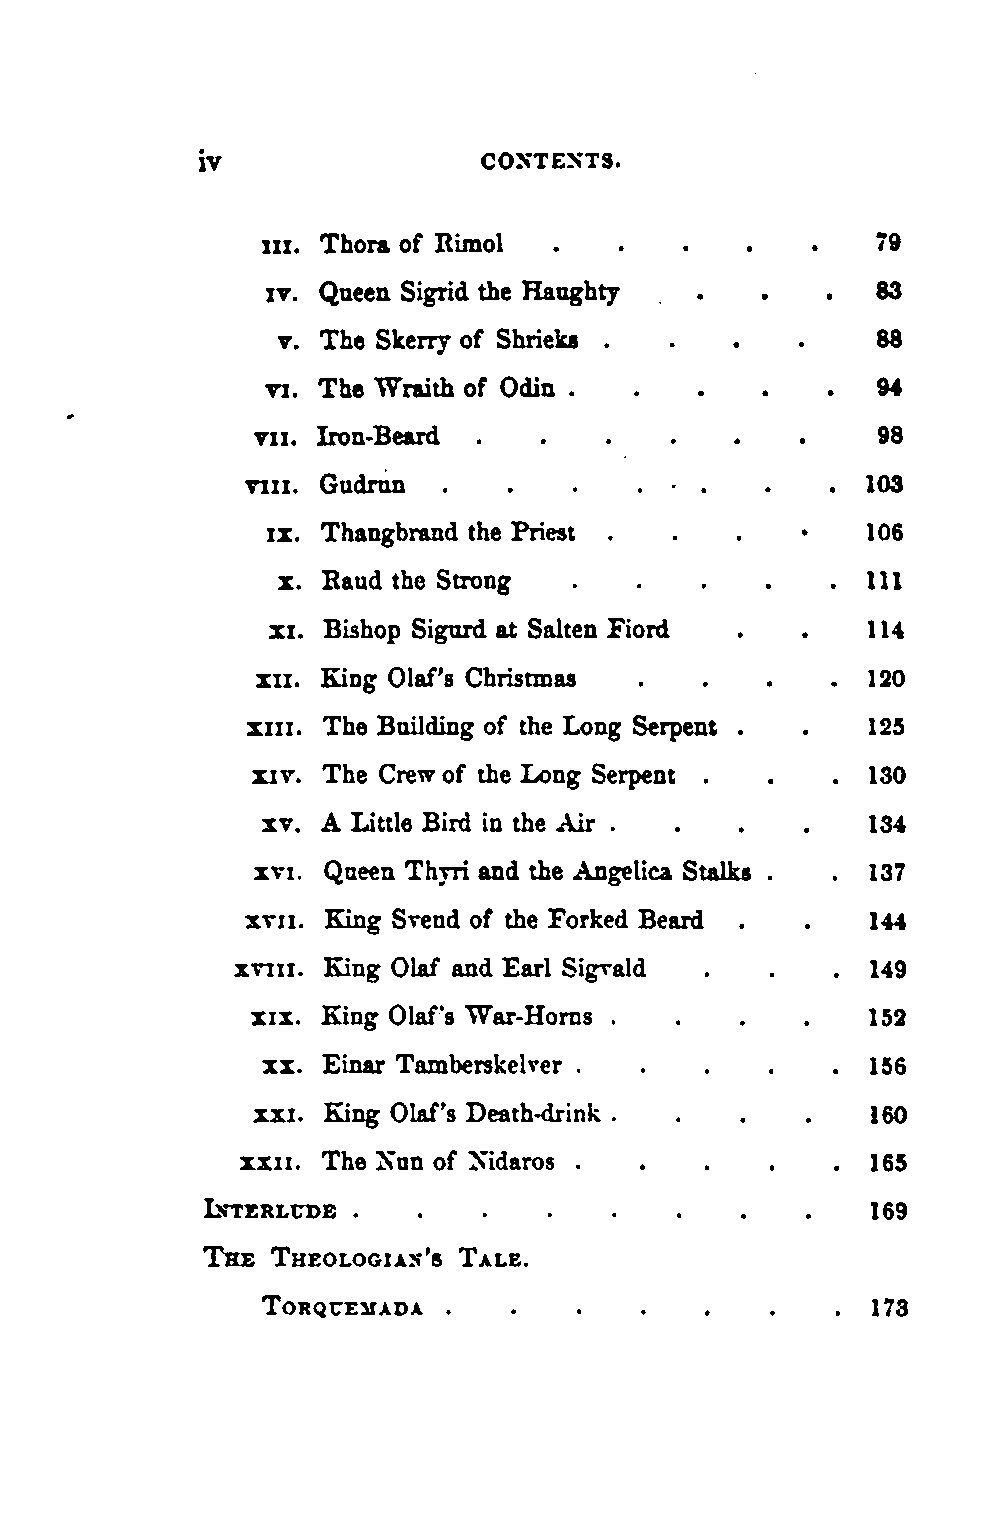 iv CONTENTS.
III. Thora of Rimol . . . . . 79
IV. Queen Sigrid the Haughty . . . . 83
V. The Skerry of Shrieks . . . . 88
VI. The Wraith of Odin . . . . . 94
VII. Iron-Beard . . . . . . 98
VIII. Gudrun . . . . . . . 103
IX. Thangbrand the Priest . . . . 106
X. Raud the Strong . . . . . 111
XI. Bishop Sigurd at Salten Fiord . . 114
XII. King Olaf's Christmas . . . . 120
XIII. The Building of the Long Serpent . . 125
XIV. The Crew of the Long Serpent . . . 130
XV. A Little Bird in the Air . . . . 134
XVI. Queen Thyri and the Angelica Stalks . . 137
XVII. King Svend of the Forked Beard . . 144
XVIII. King Olaf and Earl Sigvald . . . 149
XIX. King Olaf's War-Horns . . . . 152
XX. Einar Tamberskelver . . . . . 156
XXI. King Olaf's Death-drink . . . . 160
XXII. The Nun of Nidaros . . . . . 165
INTERLUDE . . . . . . . . 169
THE THEOLOGIAN'S TALE.
TORQUEMADA . . . . . . . 173